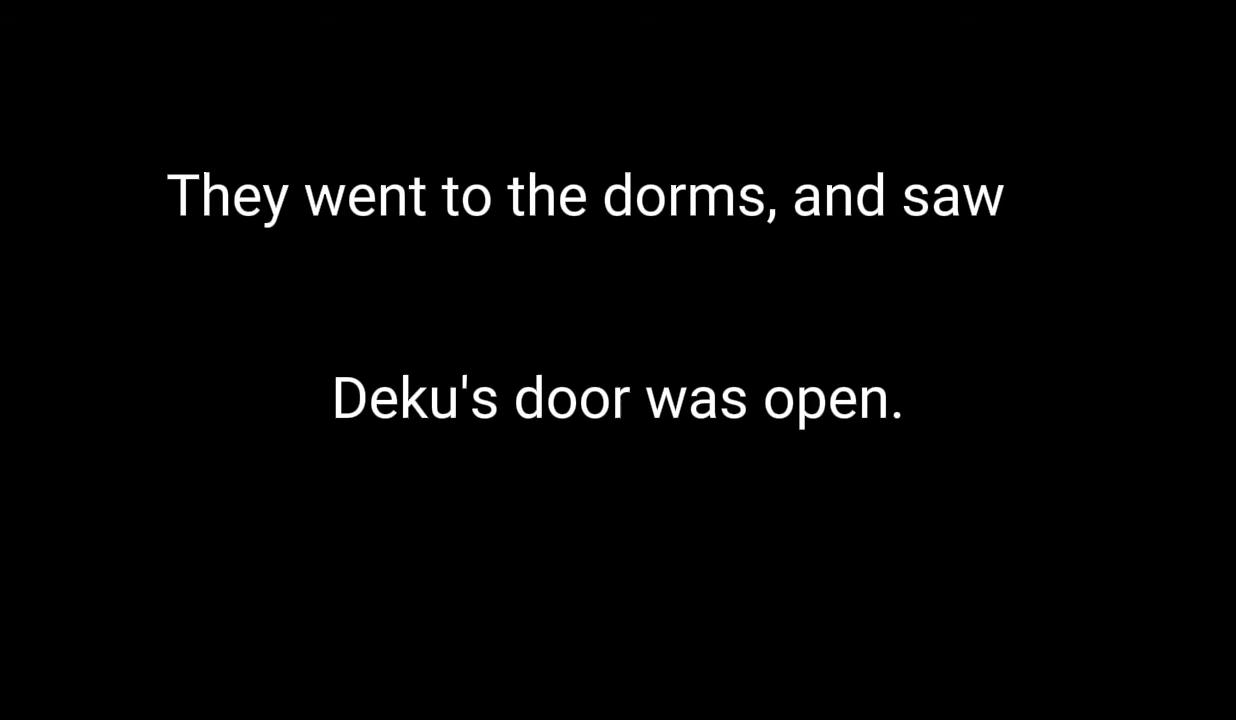 They went to the dorms, and saw
Deku's door was open.